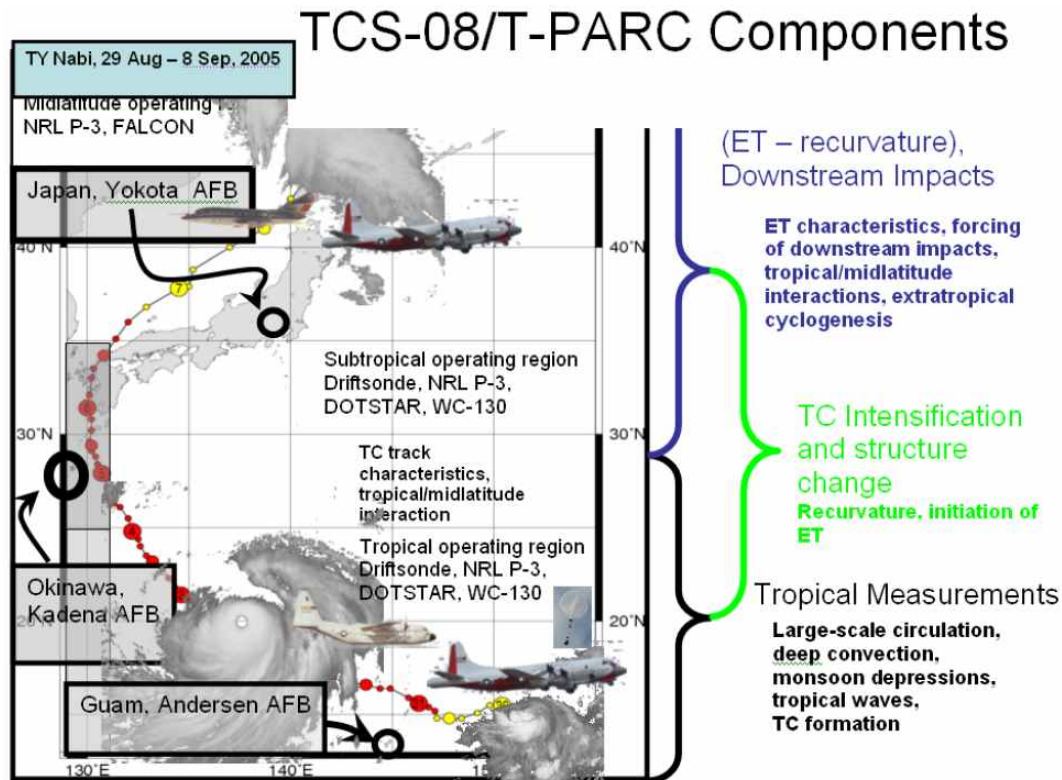 TCS-08/T-PARC Components
TY Nabi, 29 Aug – 8 Sep, 2005
Midlatitude operating
NRL P-3, FALCON
Japan, Yokota AFB
40°N
Subtropical operating region
Driftsonde, NRL P-3,
DOTSTAR, WC-130
30°N
TC track
characteristics,
tropical/midlatitude
interaction
Tropical operating region
Driftsonde, NRL P-3,
DOTSTAR, WC-130
Okinawa,
Kadena AFB
20°N
Guam, Andersen AFB
130°E
140°E
7
4
(ET – recurvature),
Downstream Impacts
ET characteristics, forcing
of downstream impacts,
tropical/midlatitude
interactions, extratropical
cyclogenesis
TC Intensification
and structure
change
Recurvature, initiation of
ET
Tropical Measurements
Large-scale circulation,
deep convection,
monsoon depressions,
tropical waves,
TC formation